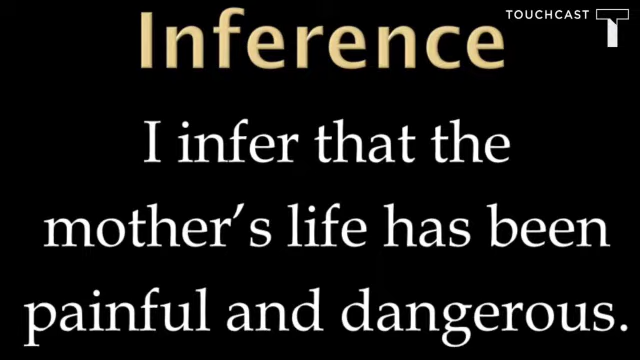 Inference
TOUCHCAST
I infer that the
mother's life has been
painful and dangerous.